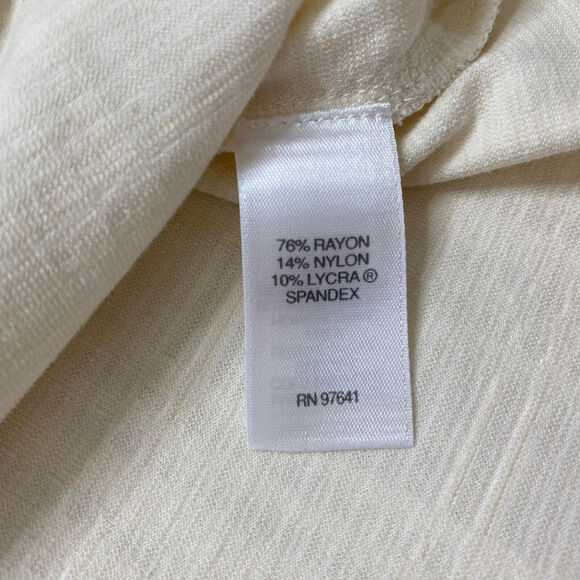 76% RAYON
14% NYLON
10% LYCRA ®
SPANDEX
RN 97641